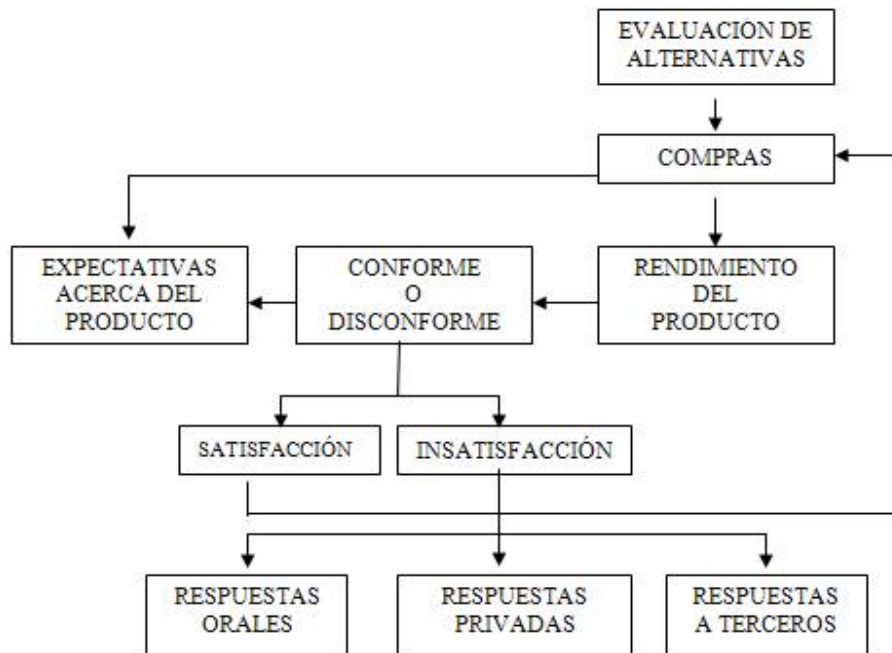 EVALUACIÓN DE
ALTERNATIVAS
COMPRAS
EXPECTATIVAS
ACERCA DEL
PRODUCTO
CONFORME
O
DISCONFORME
RENDIMIENTO
DEL
PRODUCTO
SATISFACCIÓN
INSATISFACCIÓN
RESPUESTAS
ORALES
RESPUESTAS
PRIVADAS
RESPUESTAS
A TERCEROS